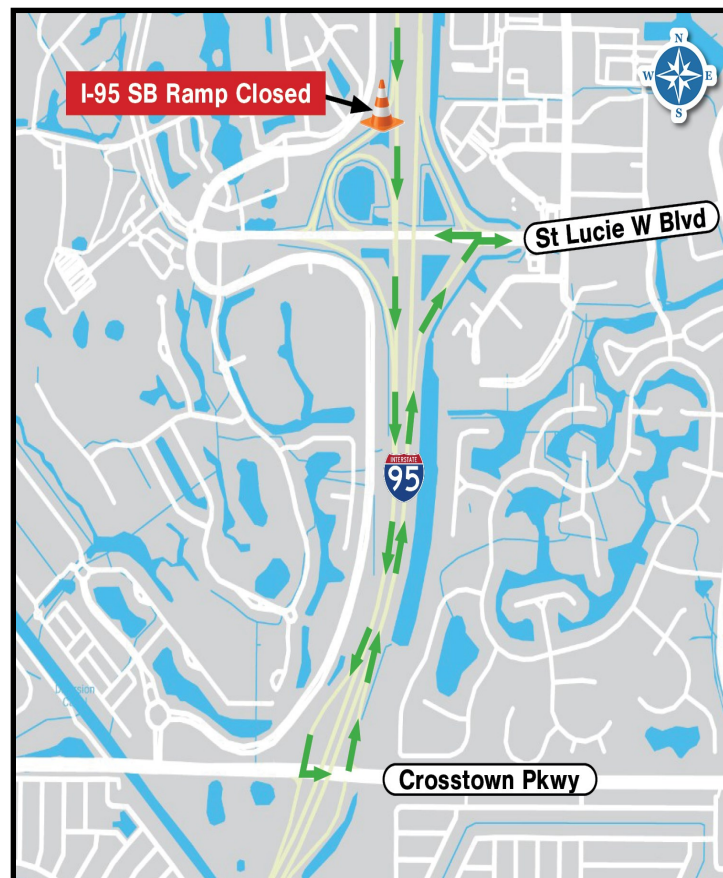 N
W E
S
I-95 SB Ramp Closed
St Lucie W Blvd
INTERSTATE
95
Crosstown Pkwy